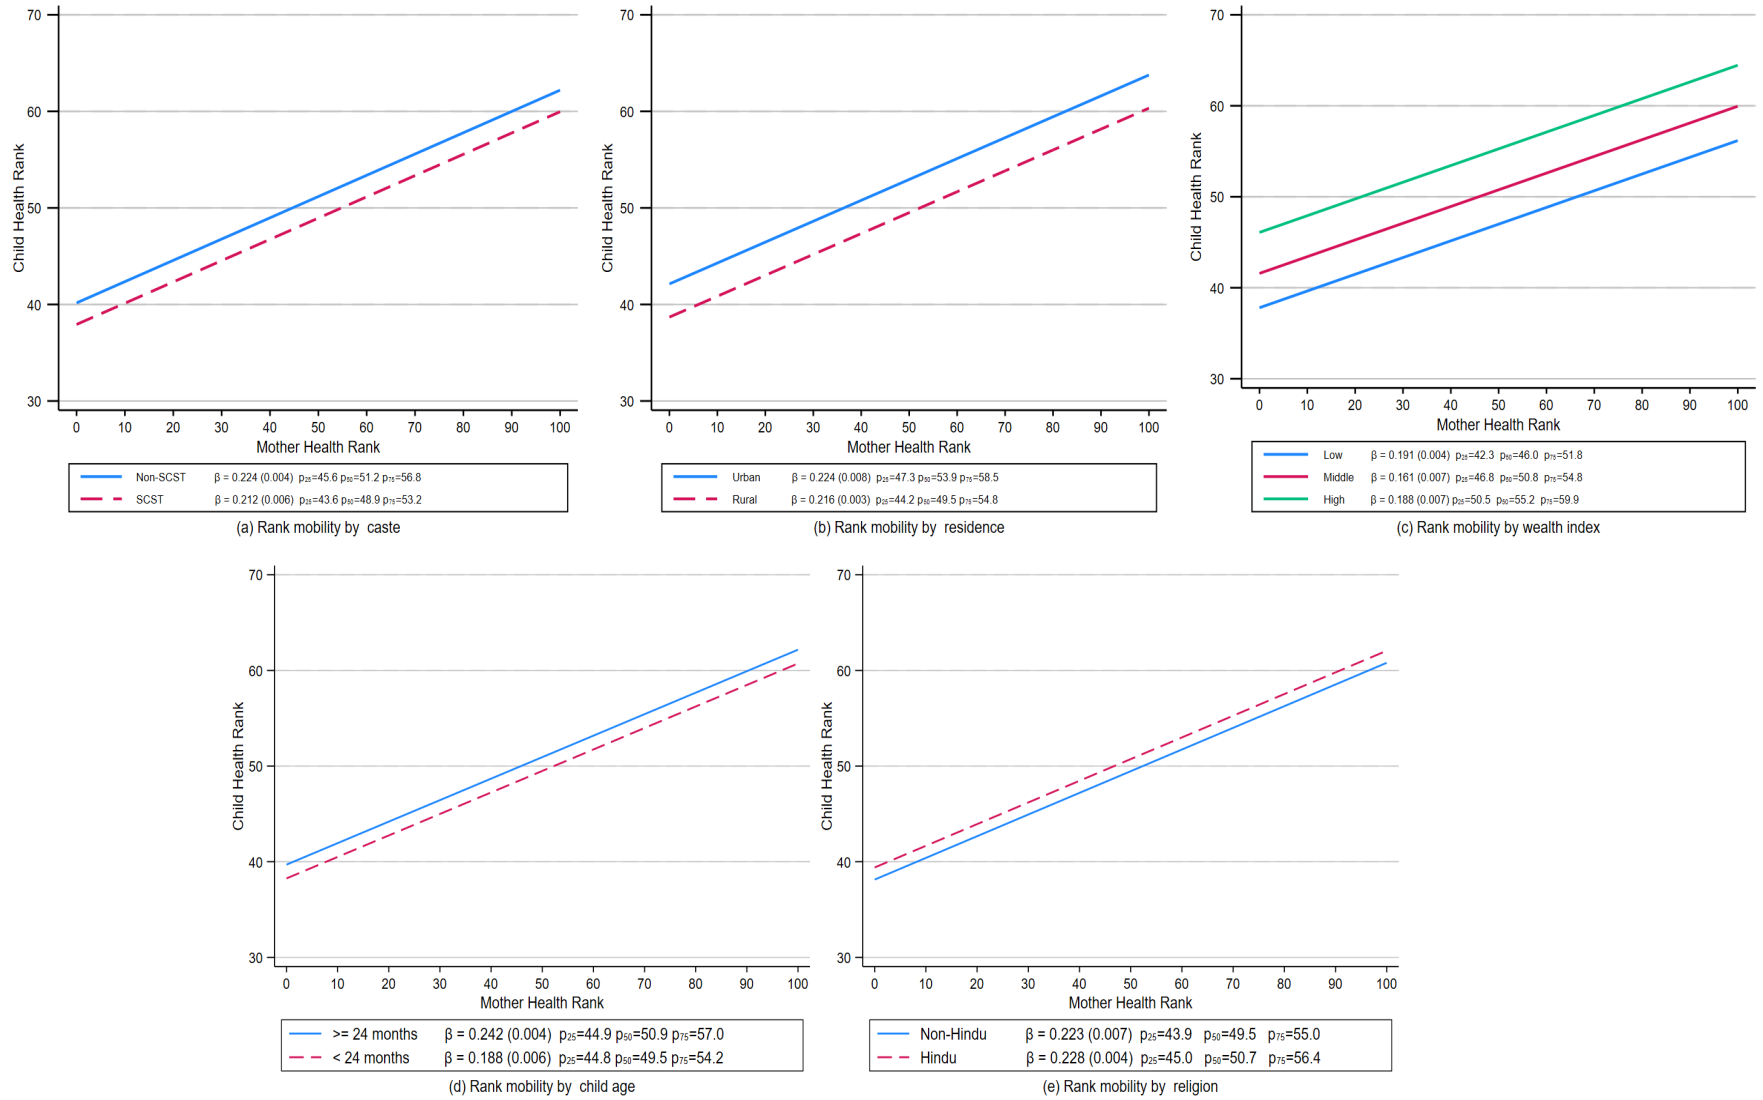 70
60
50
40
30
Child Health Rank
0 10 20 30 40 50 60 70 80 90 100
Mother Health Rank
Non-SCST β = 0.224 (0.004) p₂₅=45.6 p₅₀=51.2 p₇₅=56.8
SCST β = 0.212 (0.006) p₂₅=43.6 p₅₀=48.9 p₇₅=53.2
(a) Rank mobility by caste
70
60
50
40
30
Child Health Rank
0 10 20 30 40 50 60 70 80 90 100
Mother Health Rank
Urban β = 0.224 (0.008) p₂₅=47.3 p₅₀=53.9 p₇₅=58.5
Rural β = 0.216 (0.003) p₂₅=44.2 p₅₀=49.5 p₇₅=54.8
(b) Rank mobility by residence
70
60
50
40
30
Child Health Rank
0 10 20 30 40 50 60 70 80 90 100
Mother Health Rank
Low β = 0.191 (0.004) p₂₅=42.3 p₅₀=46.0 p₇₅=51.8
Middle β = 0.161 (0.007) p₂₅=46.8 p₅₀=50.8 p₇₅=54.8
High β = 0.188 (0.007) p₂₅=50.5 p₅₀=55.2 p₇₅=59.9
(c) Rank mobility by wealth index
70
60
50
40
30
Child Health Rank
0 10 20 30 40 50 60 70 80 90 100
Mother Health Rank
>= 24 months β = 0.242 (0.004) p₂₅=44.9 p₅₀=50.9 p₇₅=57.0
< 24 months β = 0.188 (0.006) p₂₅=44.8 p₅₀=49.5 p₇₅=54.2
(d) Rank mobility by child age
70
60
50
40
30
Child Health Rank
0 10 20 30 40 50 60 70 80 90 100
Mother Health Rank
Non-Hindu β = 0.223 (0.007) p₂₅=43.9 p₅₀=49.5 p₇₅=55.0
Hindu β = 0.228 (0.004) p₂₅=45.0 p₅₀=50.7 p₇₅=56.4
(e) Rank mobility by religion